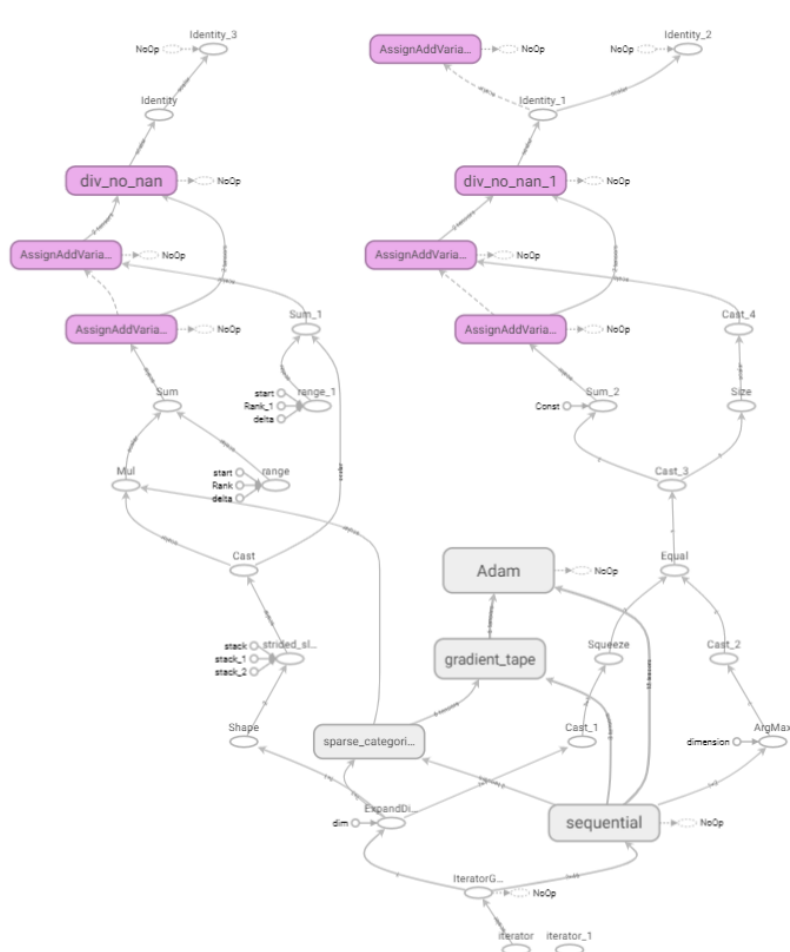 Identity_3
NoOp
Identity_2
NoOp
AssignAddVaria...
NoOp
Identity
Identity_1
div_no_nan
NoOp
div_no_nan_1
NoOp
AssignAddVaria...
NoOp
AssignAddVaria...
NoOp
AssignAddVaria...
NoOp
Sum_1
AssignAddVaria...
NoOp
Cast_4
Sum
start
range_1
Rank_1
delta
Sum_2
Const
Size
Mul
start
range
Rank
delta
Cast_3
Cast
Adam
NoOp
Equal
stack
strided_sl...
stack_1
stack_2
gradient_tape
Squeeze
Cast_2
Shape
sparse_categori...
Cast_1
dimension
ArgMax
ExpandDi...
dim
sequential
NoOp
IteratorG...
NoOp
iterator
iterator_1